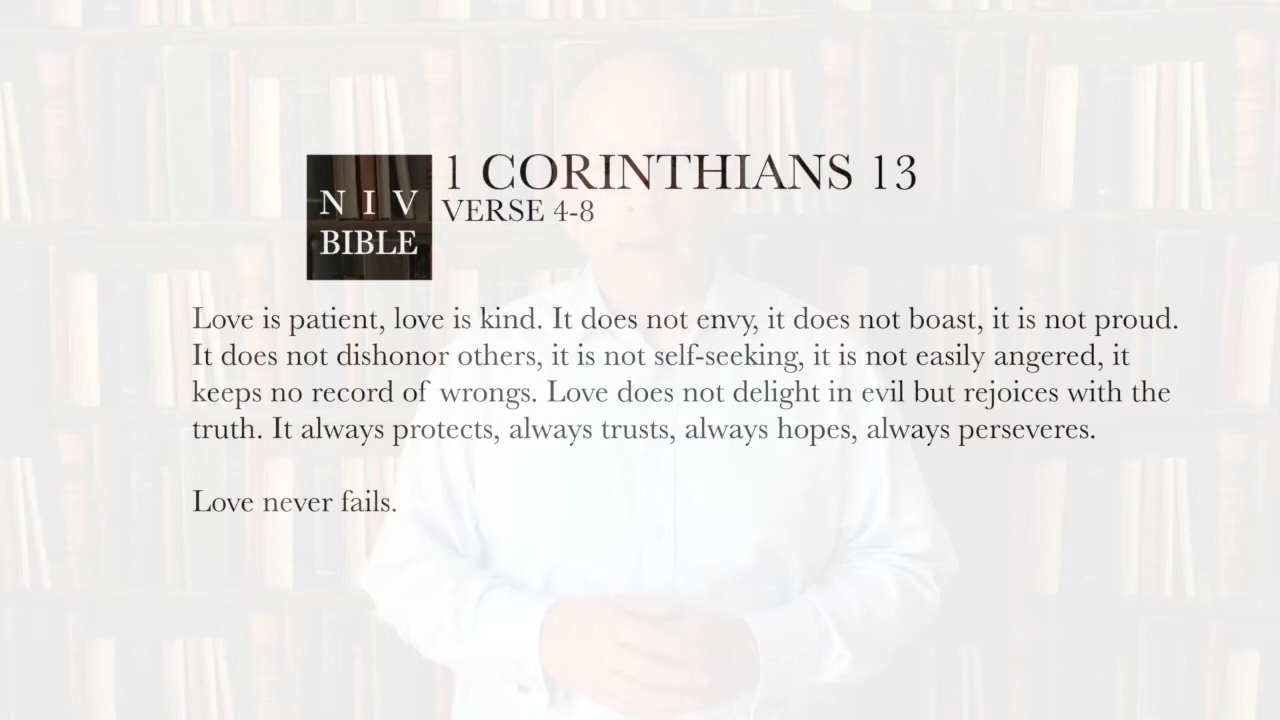 N I V
BIBLE
1 CORINTHIANS 13
VERSE 4-8
Love is patient, love is kind. It does not envy, it does not boast, it is not proud.
It does not dishonor others, it is not self-seeking, it is not easily angered, it
keeps no record of wrongs. Love does not delight in evil but rejoices with the
truth. It always protects, always trusts, always hopes, always perseveres.
Love never fails.